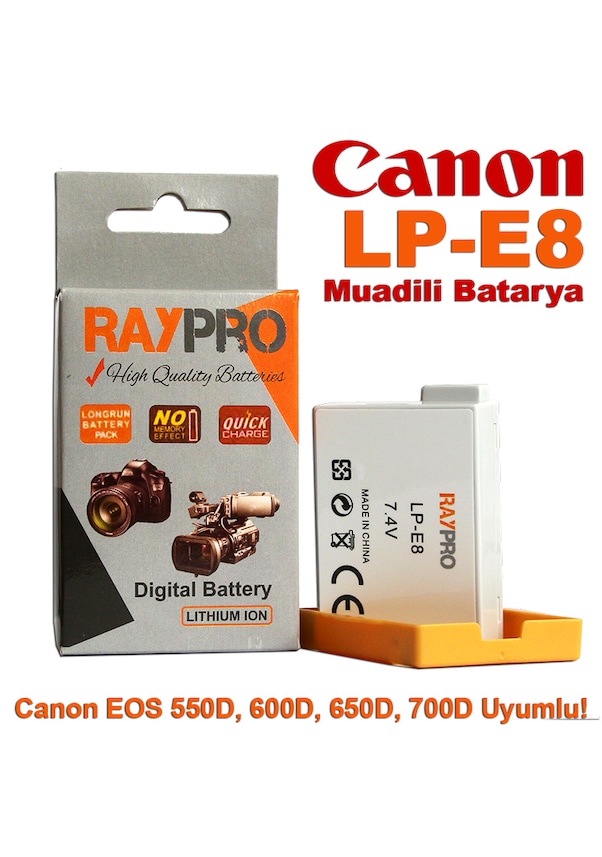 Canon
LP-E8
Muadili Batarya
RAYPRO
High Quality Batteries
LONGRUN
BATTERY
PACK
NO
MEMORY
EFFECT
QUICK
CHARGE
Digital Battery
LITHIUM ION
RAYPRO
LP-E8
7.4V
MADE IN CHINA
CE
Canon EOS 550D, 600D, 650D, 700D Uyumlu!